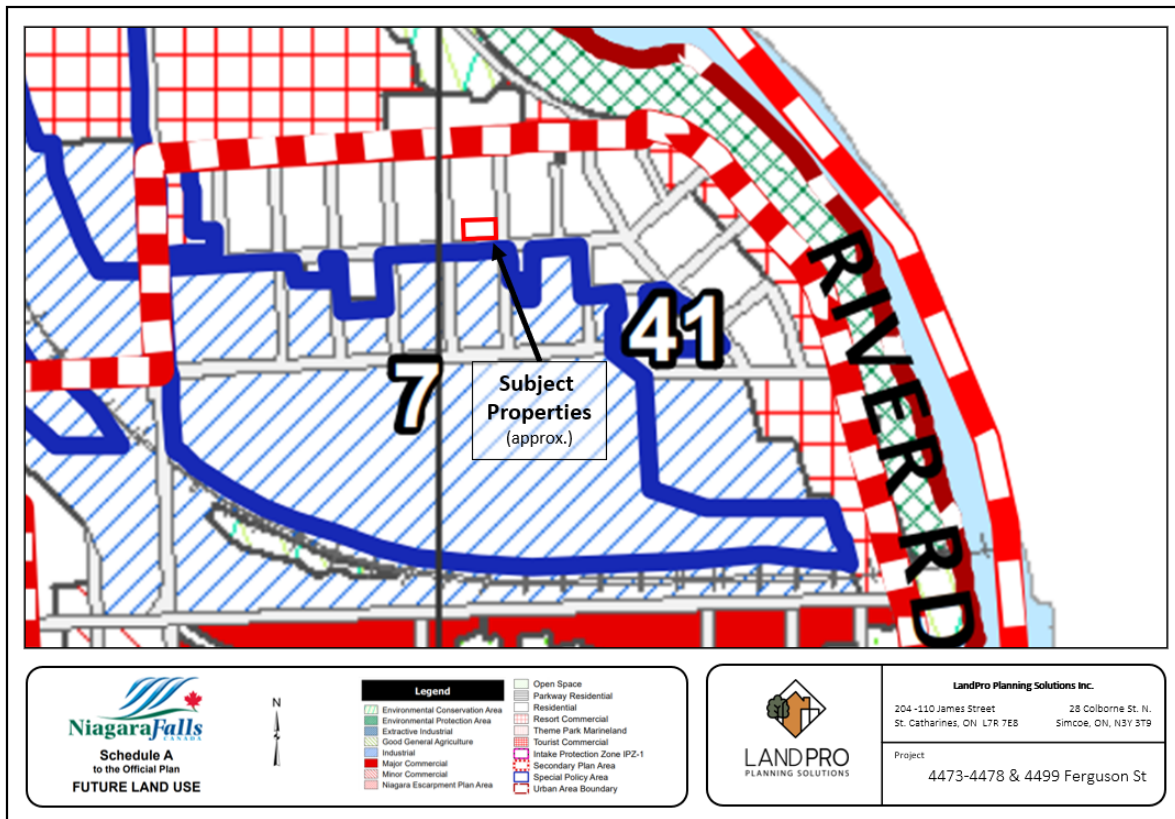 41
7
RIVER RD
Subject
Properties
(approx.)
NiagaraFalls
CANADA
Schedule A
to the Official Plan
FUTURE LAND USE
N
Legend
Environmental Conservation Area
Environmental Protection Area
Extractive Industrial
Good General Agriculture
Industrial
Major Commercial
Minor Commercial
Niagara Escarpment Plan Area
Open Space
Parkway Residential
Residential
Resort Commercial
Theme Park Marineland
Tourist Commercial
Intake Protection Zone IPZ-1
Secondary Plan Area
Special Policy Area
Urban Area Boundary
LANDPRO
PLANNING SOLUTIONS
LandPro Planning Solutions Inc.
204 -110 James Street
St. Catharines, ON L7R 7E8
28 Colborne St. N.
Simcoe, ON, N3Y 3T9
Project
4473-4478 & 4499 Ferguson St